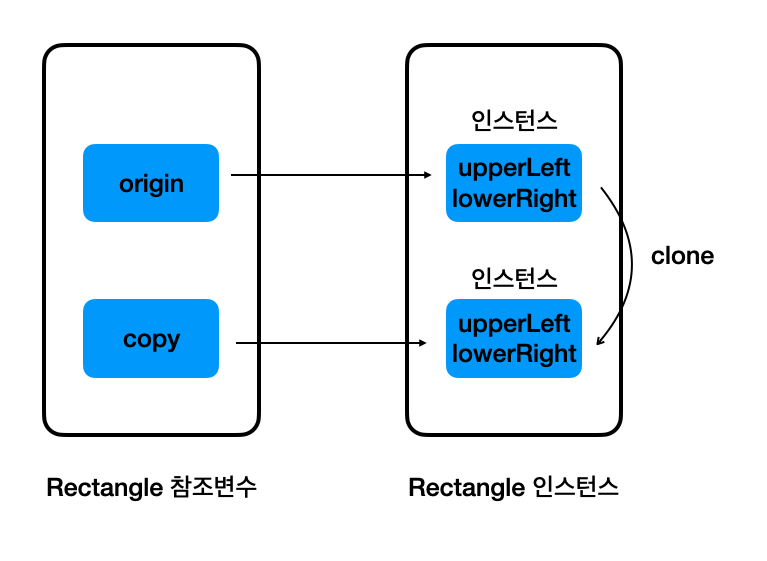 인스턴스
origin
upperLeft
lowerRight
clone
인스턴스
copy
upperLeft
lowerRight
Rectangle 참조변수
Rectangle 인스턴스